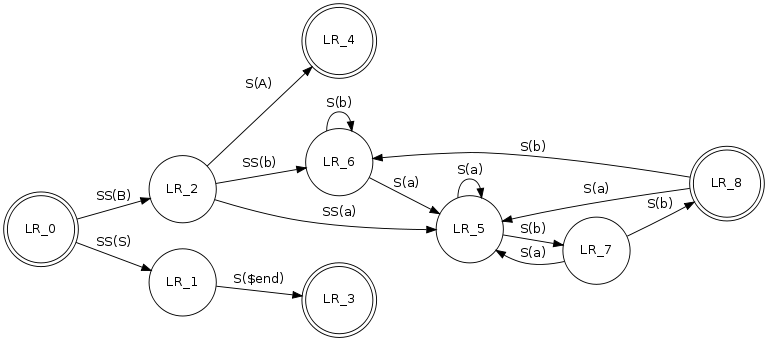 LR_4
S(A)
S(b)
S(b)
SS(b)
LR_6
S(a)
S(a)
S(a)
LR_8
LR_2
SS(B)
SS(a)
S(b)
LR_0
LR_5
S(b)
SS(S)
S(a)
LR_7
LR_1
S($end)
LR_3